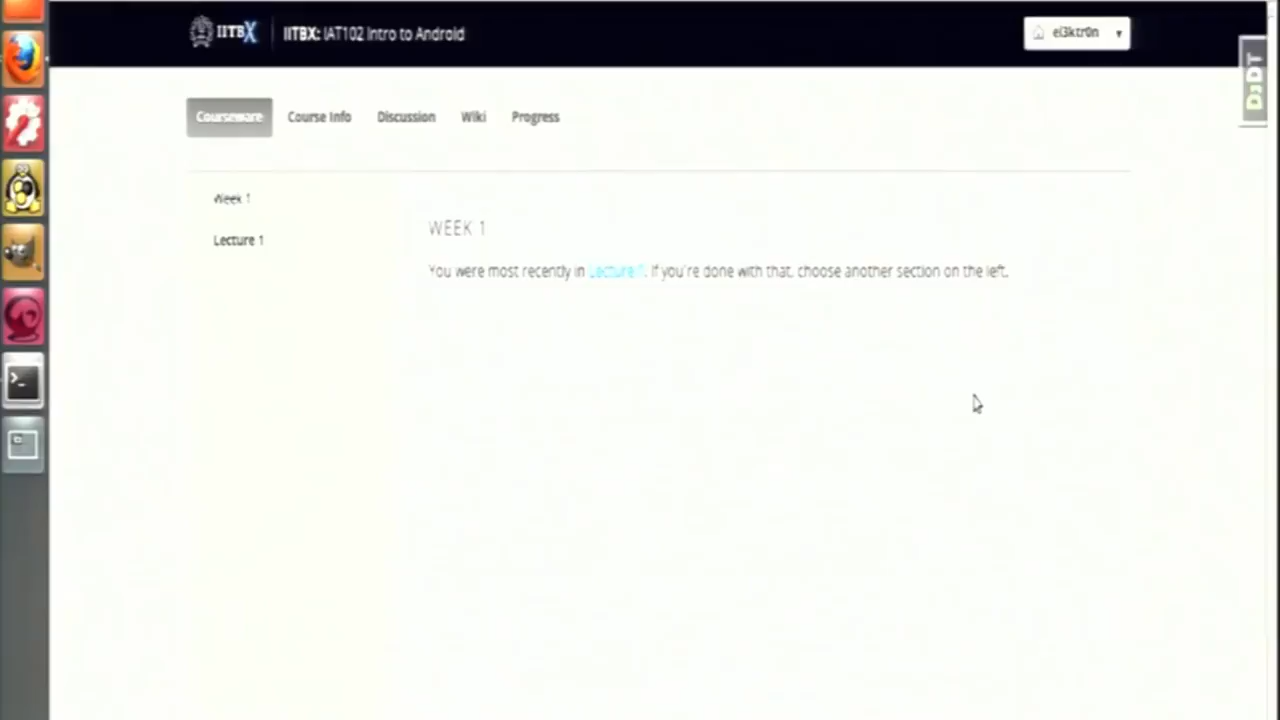 IITBX IITBX: IAT102 Intro to Android el3ktr0n
DJDT
Courseware Course Info Discussion Wiki Progress
Week 1
Lecture 1
WEEK 1
You were most recently in Lecture 1. If you're done with that, choose another section on the left.